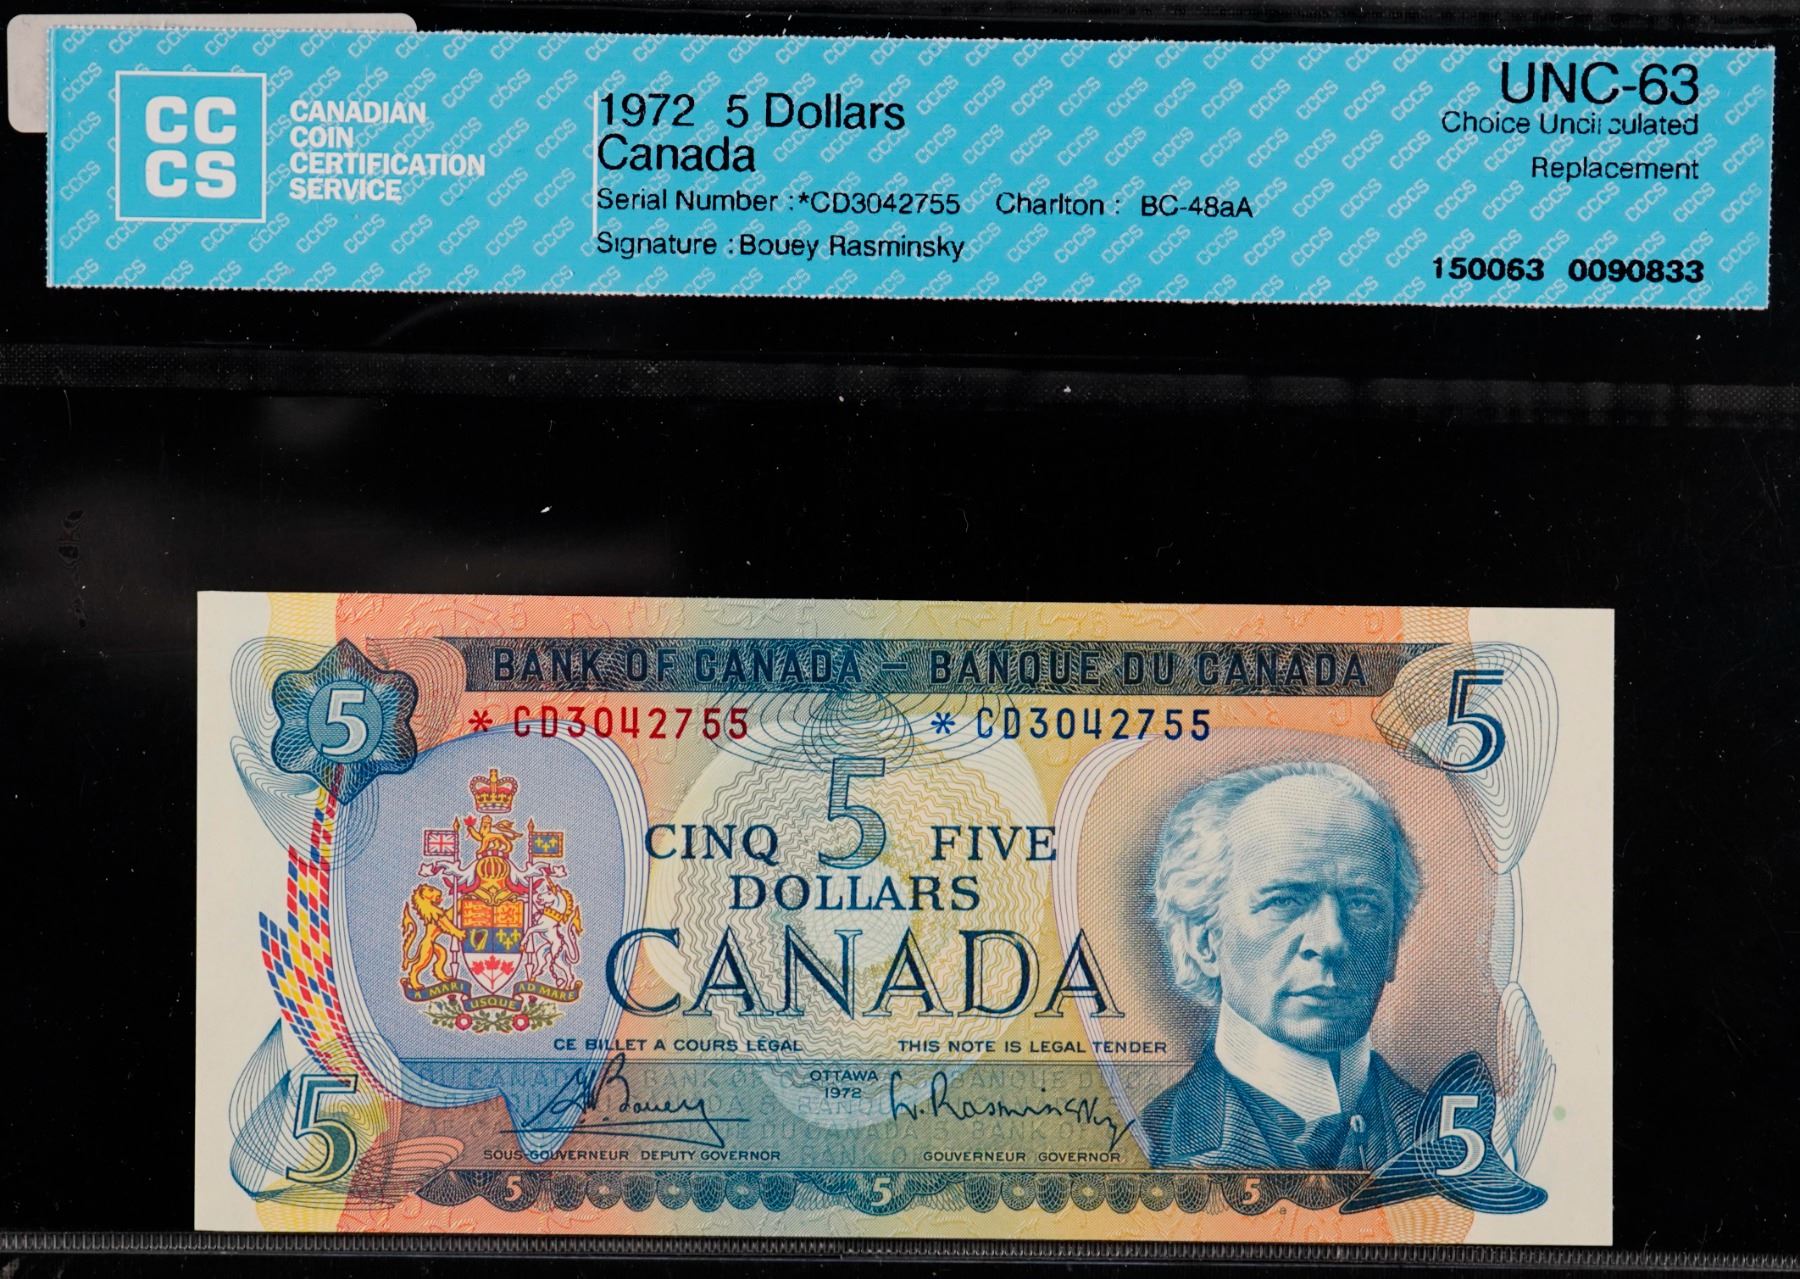 CC
CS
CANADIAN
COIN
CERTIFICATION
SERVICE
1972 5 Dollars
Canada
Serial Number :*CD3042755 Charlton : BC-48aA
Signature : Bouey Rasminsky
UNC-63
Choice Uncirculated
Replacement
150063 0090833
BANK OF CANADA – BANQUE DU CANADA
5
* CD3042755 * CD3042755
5
CINQ 5 FIVE
DOLLARS
CANADA
A MARI USQUE AD MARE
CE BILLET A COURS LÉGAL THIS NOTE IS LEGAL TENDER
OTTAWA
1972
G.K. Bouey L. Rasminsky
SOUS-GOUVERNEUR DEPUTY GOVERNOR GOUVERNEUR GOVERNOR
5 5
5 5 5